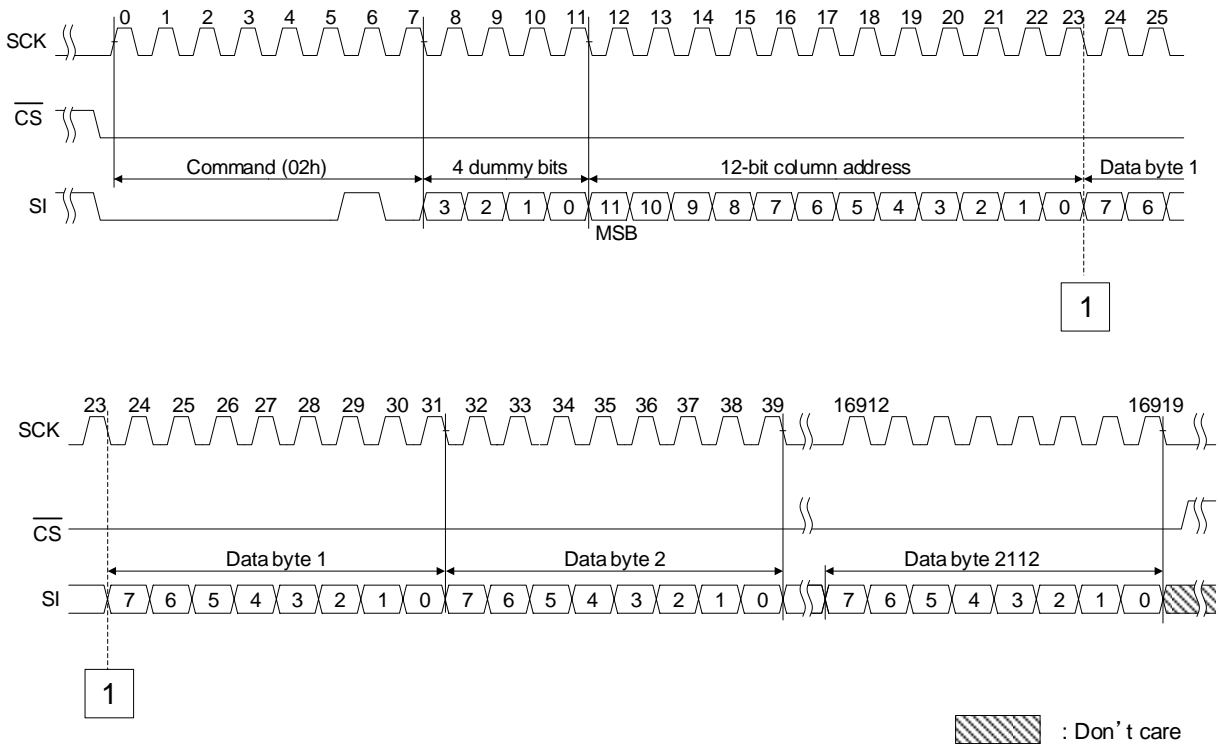 0 1 2 3 4 5 6 7 8 9 10 11 12 13 14 15 16 17 18 19 20 21 22 23 24 25
SCK
CS
Command (02h) 4 dummy bits 12-bit column address Data byte 1
SI 3 2 1 0 11 10 9 8 7 6 5 4 3 2 1 0 7 6
MSB
1
23 24 25 26 27 28 29 30 31 32 33 34 35 36 37 38 39 16912 16919
SCK
CS
Data byte 1 Data byte 2 Data byte 2112
SI 7 6 5 4 3 2 1 0 7 6 5 4 3 2 1 0 7 6 5 4 3 2 1 0
1
: Don't care